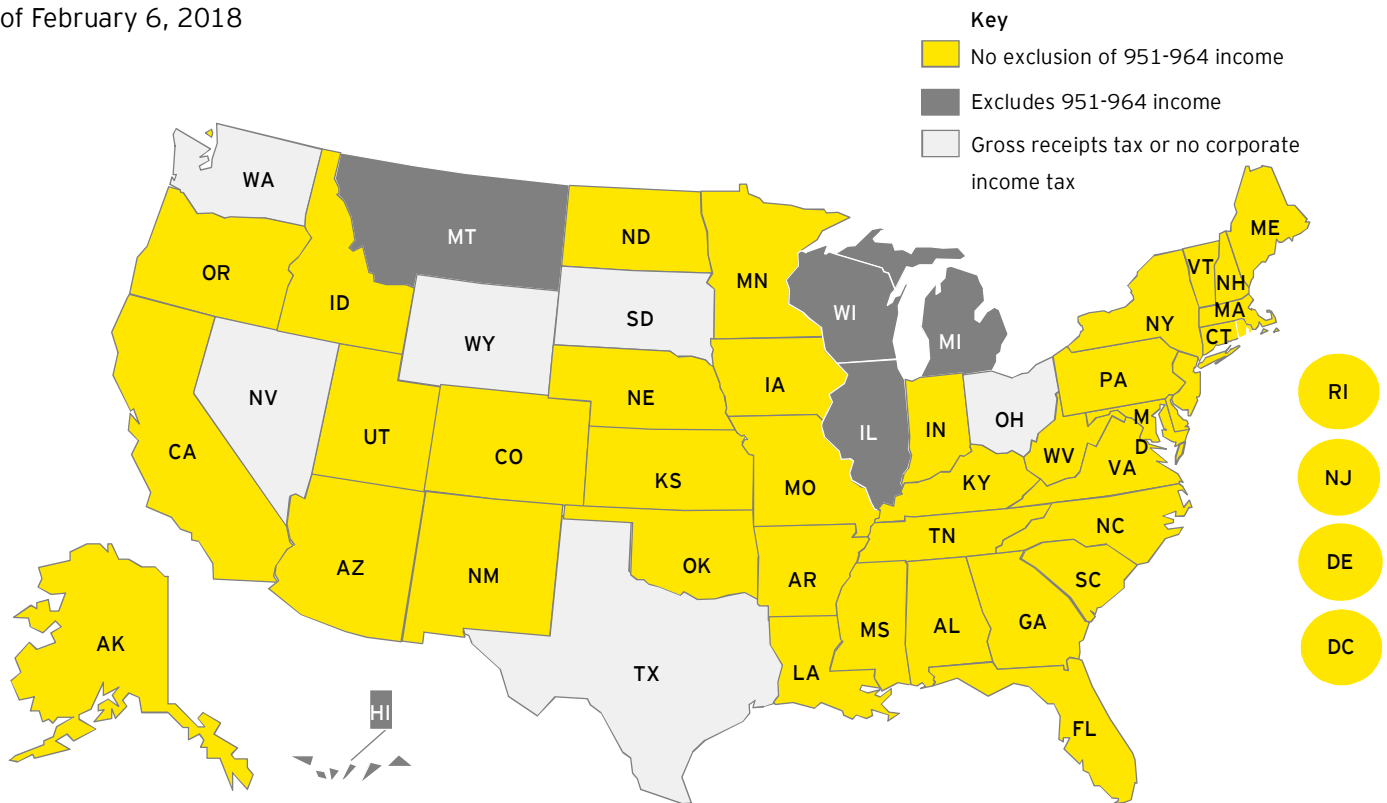 of February 6, 2018
Key
No exclusion of 951-964 income
Excludes 951-964 income
Gross receipts tax or no corporate
income tax
WA
MT
ND
MN
OR
ID
SD
WY
WI
MI
ME
VT
NH
MA
NY
CT
NV
CA
UT
CO
NE
IA
KS
MO
IL
IN
OH
PA
M
D
WV
VA
KY
RI
NJ
DE
DC
AZ
NM
OK
AR
TN
NC
SC
MS
AL
GA
LA
TX
FL
AK
HI